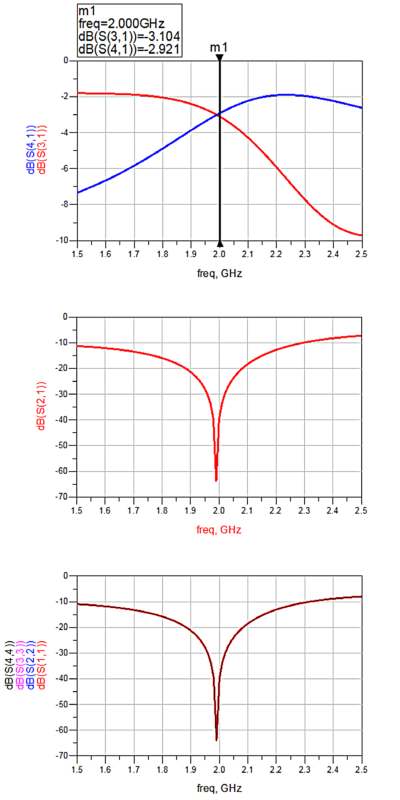 m1
freq=2.000GHz
dB(S(3,1))=-3.104
dB(S(4,1))=-2.921
m1
dB(S(4,1))
dB(S(3,1))
0
-2
-4
-6
-8
-10
1.5 1.6 1.7 1.8 1.9 2.0 2.1 2.2 2.3 2.4 2.5
freq, GHz
dB(S(2,1))
0
-10
-20
-30
-40
-50
-60
-70
1.5 1.6 1.7 1.8 1.9 2.0 2.1 2.2 2.3 2.4 2.5
freq, GHz
dB(S(4,4))
dB(S(3,3))
dB(S(2,2))
dB(S(1,1))
0
-10
-20
-30
-40
-50
-60
-70
1.5 1.6 1.7 1.8 1.9 2.0 2.1 2.2 2.3 2.4 2.5
freq, GHz